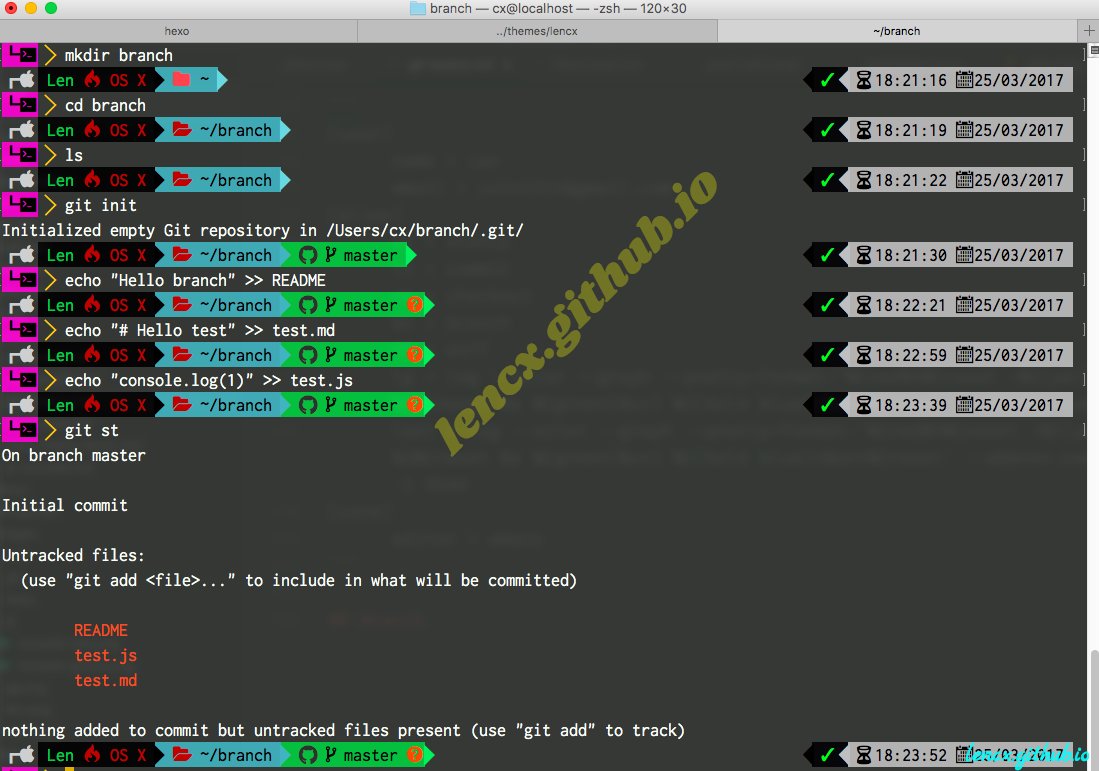 branch — cx@localhost — -zsh — 120×30
hexo ../themes/lencx ~/branch
mkdir branch
Len OS X ~ ✓ 18:21:16 25/03/2017
cd branch
Len OS X ~/branch ✓ 18:21:19 25/03/2017
ls
Len OS X ~/branch ✓ 18:21:22 25/03/2017
git init
Initialized empty Git repository in /Users/cx/branch/.git/
Len OS X ~/branch master ✓ 18:21:30 25/03/2017
echo "Hello branch" >> README
Len OS X ~/branch master ? ✓ 18:22:21 25/03/2017
echo "# Hello test" >> test.md
Len OS X ~/branch master ? ✓ 18:22:59 25/03/2017
echo "console.log(1)" >> test.js
Len OS X ~/branch master ? ✓ 18:23:39 25/03/2017
git st
On branch master
Initial commit
Untracked files:
(use "git add <file>..." to include in what will be committed)
README
test.js
test.md
nothing added to commit but untracked files present (use "git add" to track)
Len OS X ~/branch master ? ✓ 18:23:52 25/03/2017
lencx.github.io
lencx.github.io